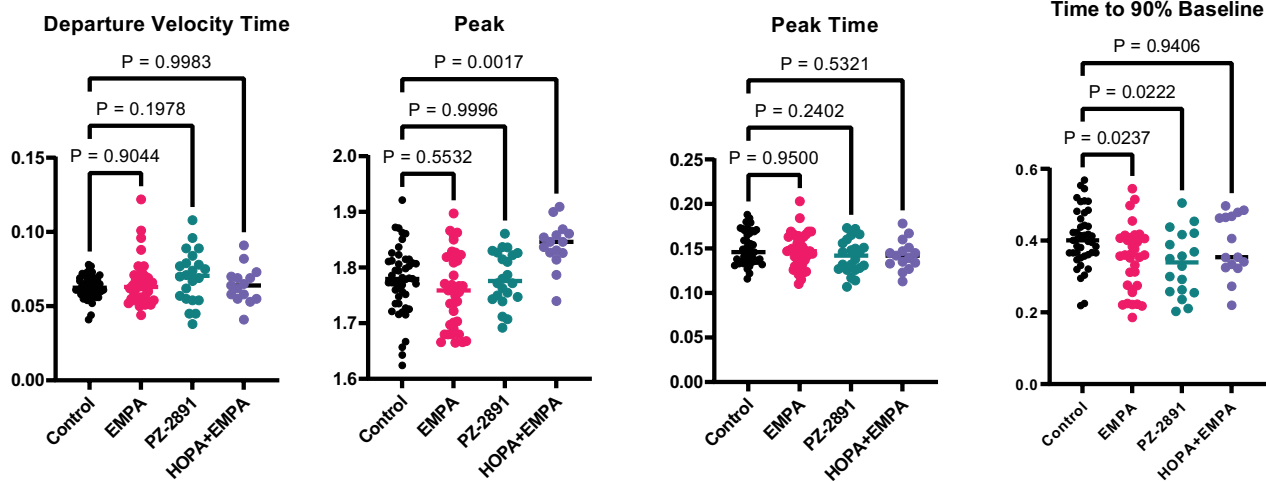 Departure Velocity Time
P = 0.9983
P = 0.1978
P = 0.9044
0.15
0.10
0.05
0.00
Control
EMPA
PZ-2891
HOPA+EMPA
Peak
P = 0.0017
P = 0.9996
P = 0.5532
2.0
1.9
1.8
1.7
1.6
Control
EMPA
PZ-2891
HOPA+EMPA
Peak Time
P = 0.5321
P = 0.2402
P = 0.9500
0.25
0.20
0.15
0.10
0.05
0.00
Control
EMPA
PZ-2891
HOPA+EMPA
Time to 90% Baseline
P = 0.9406
P = 0.0222
P = 0.0237
0.6
0.4
0.2
0.0
Control
EMPA
PZ-2891
HOPA+EMPA